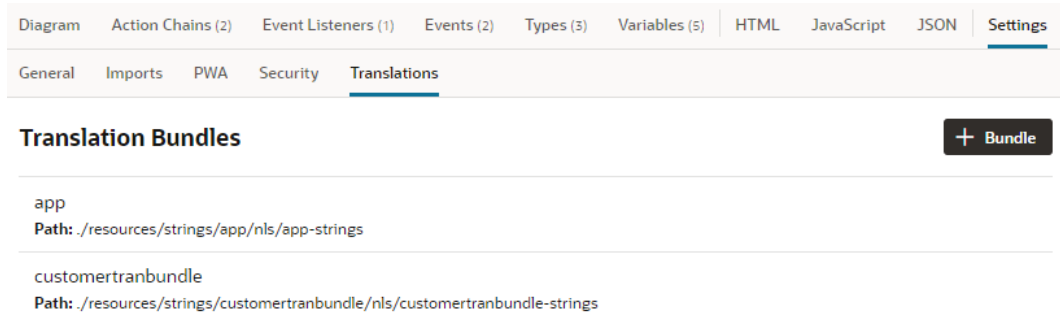 Diagram Action Chains (2) Event Listeners (1) Events (2) Types (3) Variables (5) HTML JavaScript JSON Settings
General Imports PWA Security Translations
Translation Bundles + Bundle
app
Path: ./resources/strings/app/nls/app-strings
customertranbundle
Path: ./resources/strings/customertranbundle/nls/customertranbundle-strings